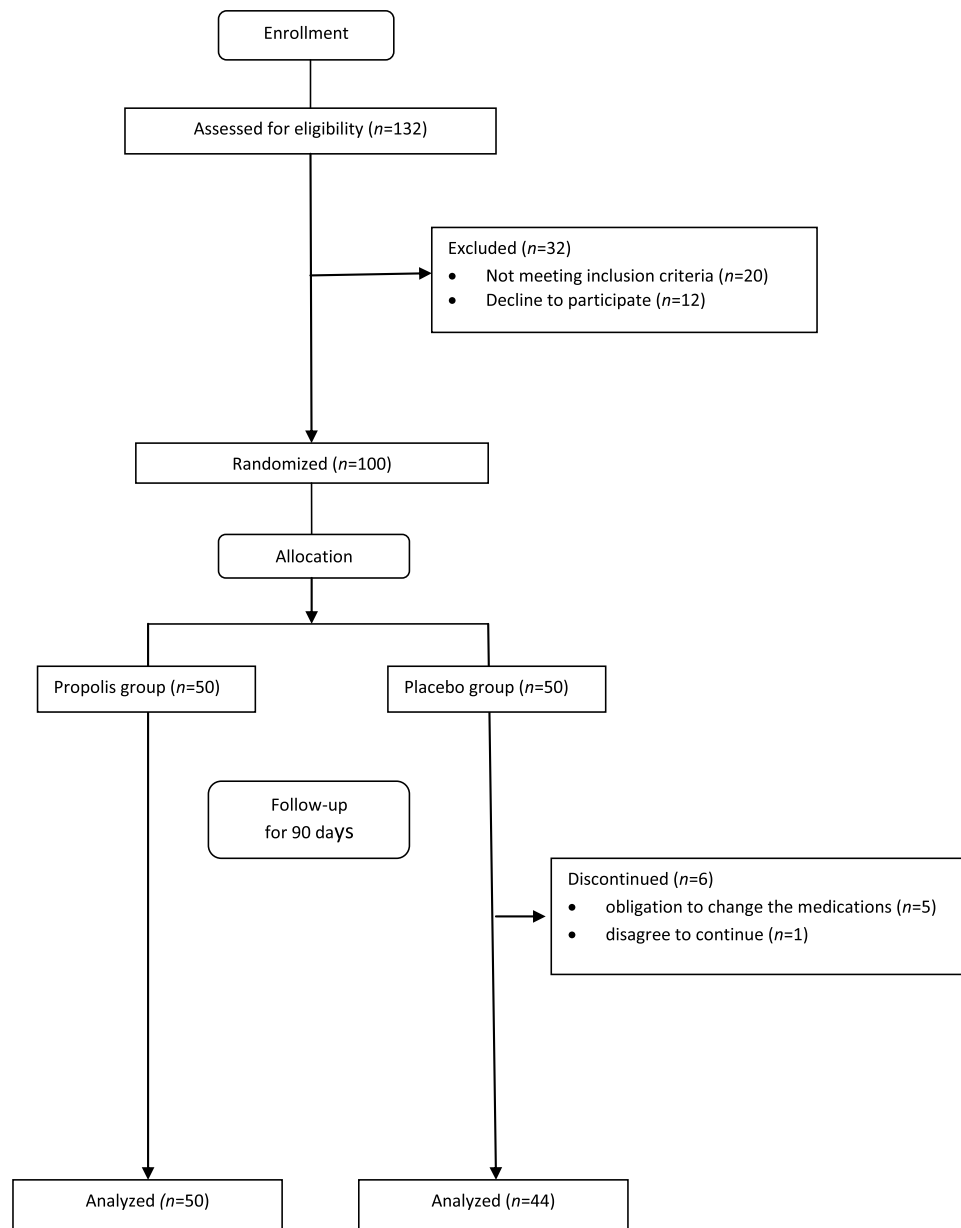 Enrollment
Assessed for eligibility (n=132)
Excluded (n=32)
• Not meeting inclusion criteria (n=20)
• Decline to participate (n=12)
Randomized (n=100)
Allocation
Propolis group (n=50)
Placebo group (n=50)
Follow-up
for 90 days
Discontinued (n=6)
• obligation to change the medications (n=5)
• disagree to continue (n=1)
Analyzed (n=50)
Analyzed (n=44)